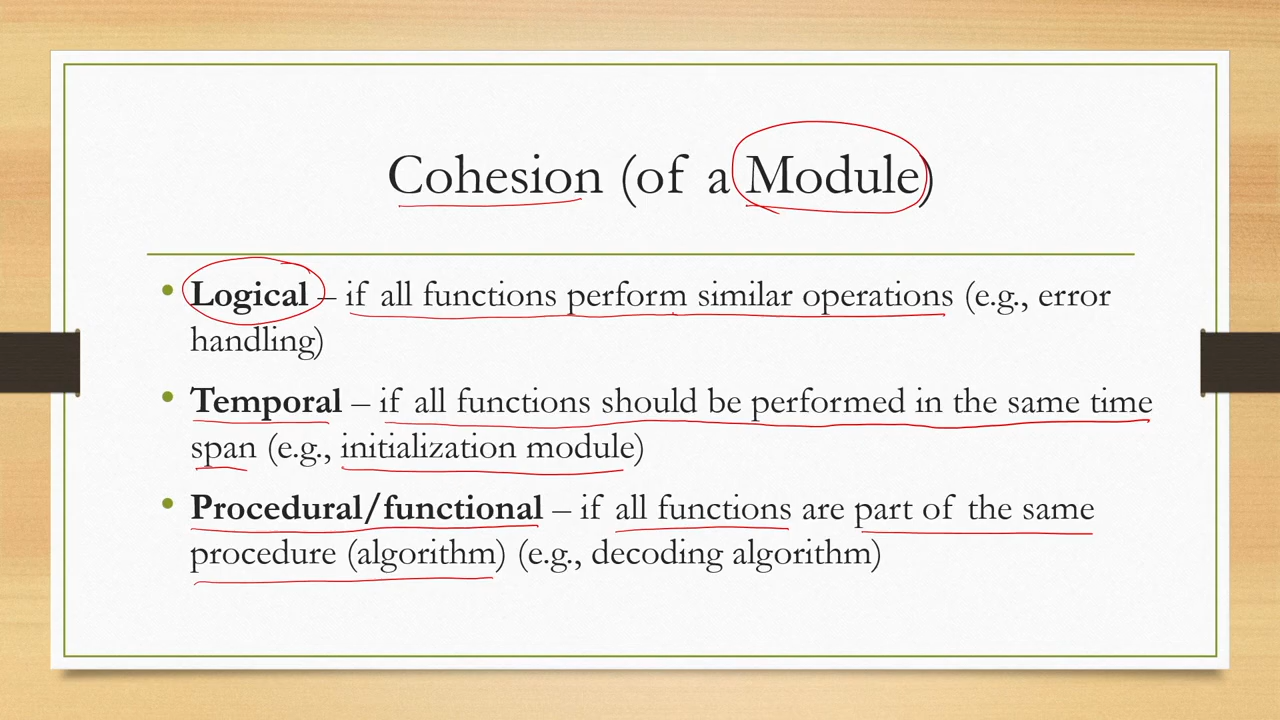 Cohesion (of a Module)
• Logical – if all functions perform similar operations (e.g., error
handling)
• Temporal – if all functions should be performed in the same time
span (e.g., initialization module)
• Procedural/functional – if all functions are part of the same
procedure (algorithm) (e.g., decoding algorithm)